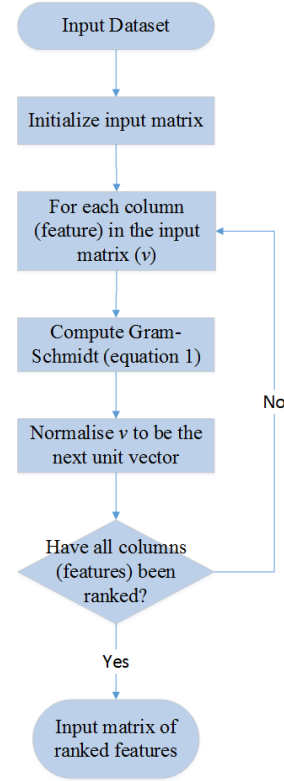 Input Dataset
Initialize input matrix
For each column
(feature) in the input
matrix (v)
Compute Gram-
Schmidt (equation 1)
No
Normalise v to be the
next unit vector
Have all columns
(features) been
ranked?
Yes
Input matrix of
ranked features